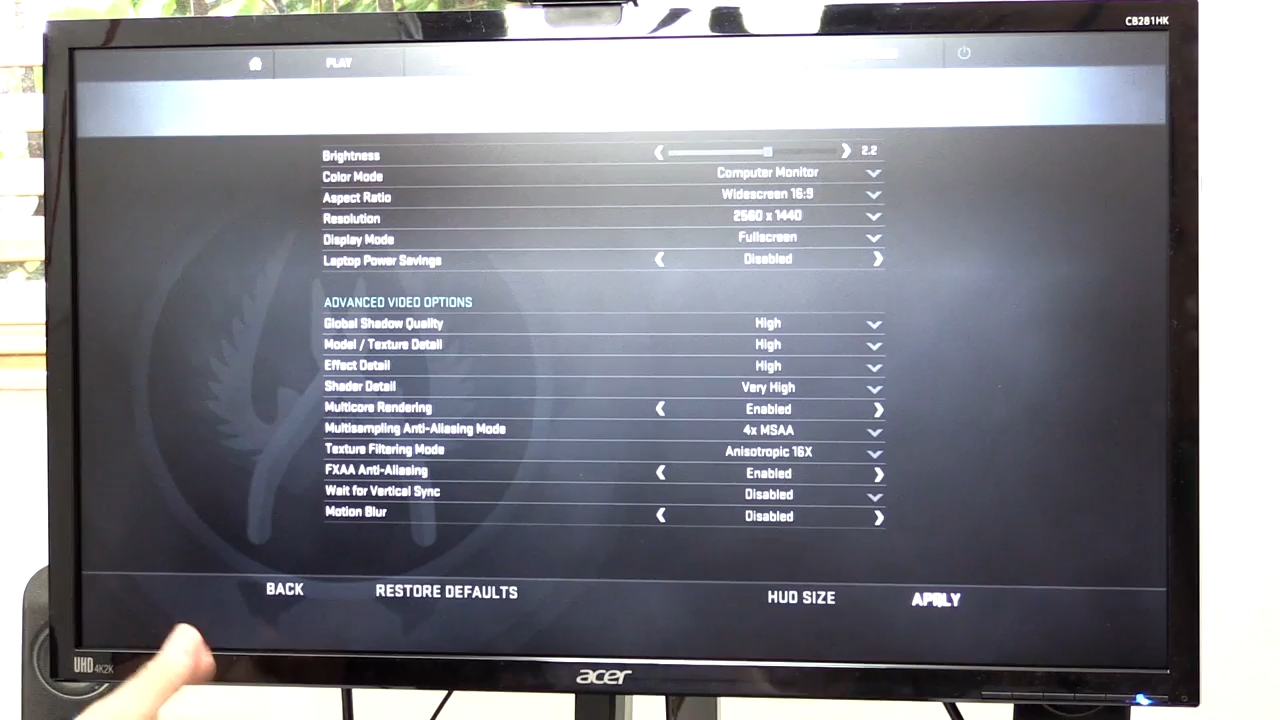 CB281HK
PLAY
Brightness 2.2
Color Mode Computer Monitor
Aspect Ratio Widescreen 16:9
Resolution 2560 x 1440
Display Mode Fullscreen
Laptop Power Savings Disabled
ADVANCED VIDEO OPTIONS
Global Shadow Quality High
Model / Texture Detail High
Effect Detail High
Shader Detail Very High
Multicore Rendering Enabled
Multisampling Anti-Aliasing Mode 4x MSAA
Texture Filtering Mode Anisotropic 16X
FXAA Anti-Aliasing Enabled
Wait for Vertical Sync Disabled
Motion Blur Disabled
BACK RESTORE DEFAULTS HUD SIZE APPLY
UHD 4K2K
acer